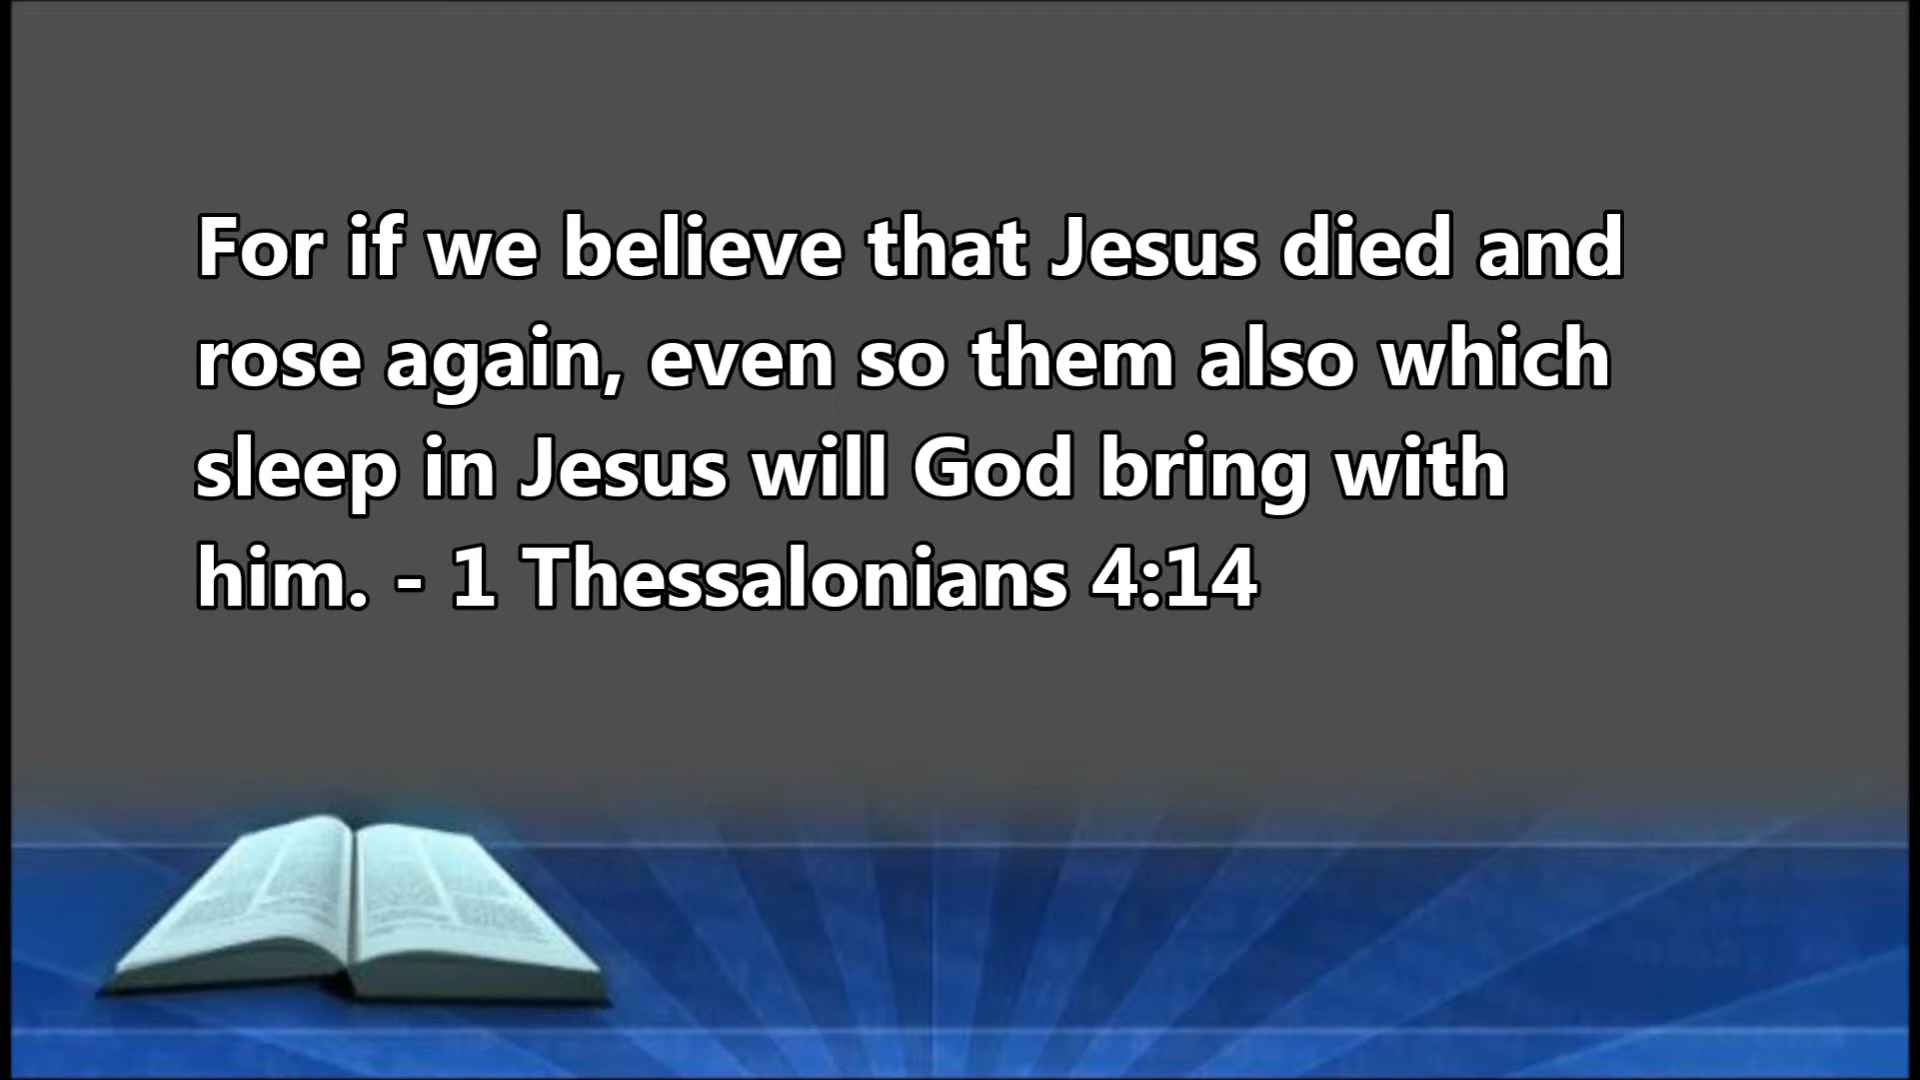 For if we believe that Jesus died and
rose again, even so them also which
sleep in Jesus will God bring with
him. - 1 Thessalonians 4:14